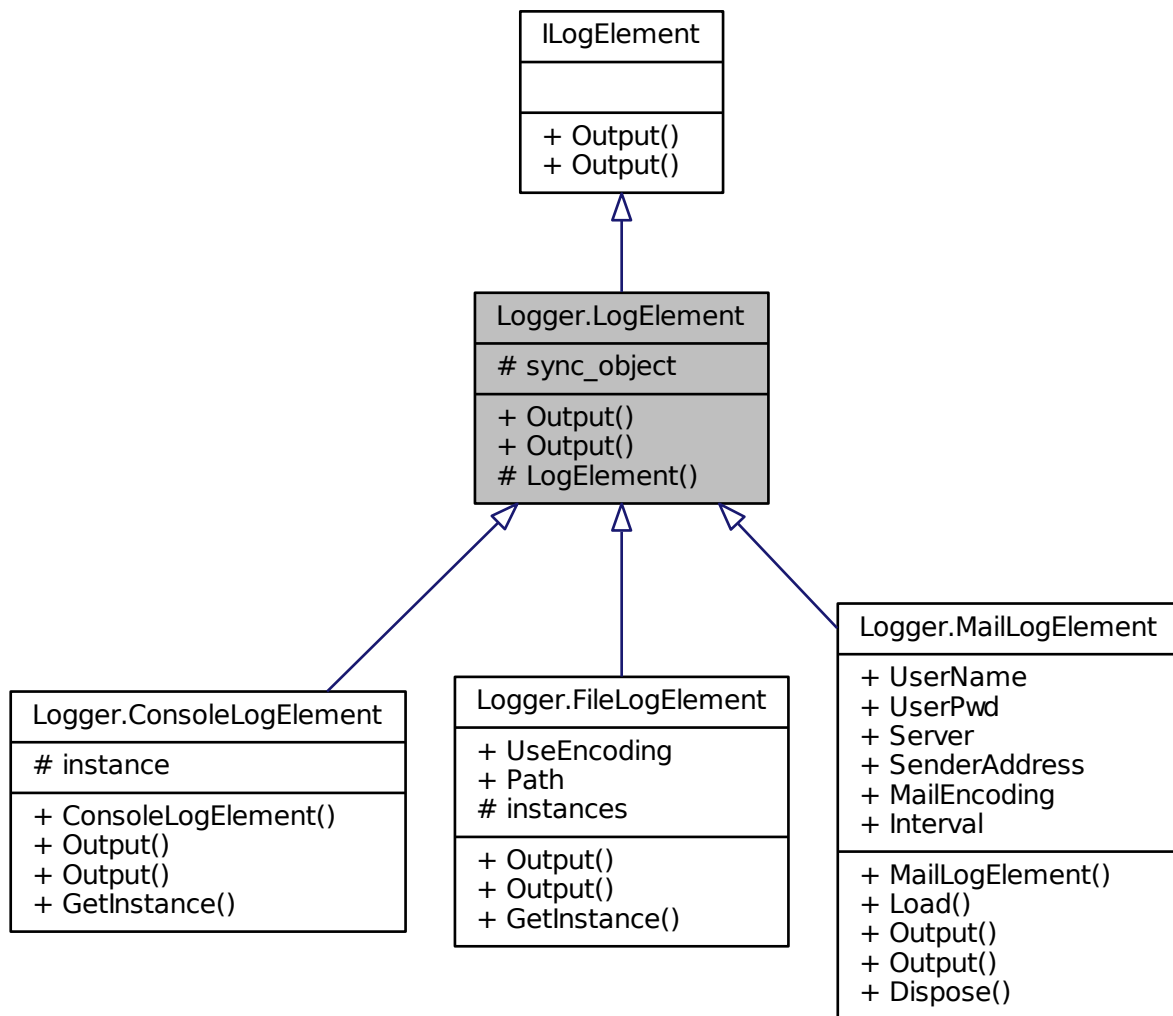 ILogElement
+ Output()
+ Output()
Logger.LogElement
# sync_object
+ Output()
+ Output()
# LogElement()
Logger.ConsoleLogElement
# instance
+ ConsoleLogElement()
+ Output()
+ Output()
+ GetInstance()
Logger.FileLogElement
+ UseEncoding
+ Path
# instances
+ Output()
+ Output()
+ GetInstance()
Logger.MailLogElement
+ UserName
+ UserPwd
+ Server
+ SenderAddress
+ MailEncoding
+ Interval
+ MailLogElement()
+ Load()
+ Output()
+ Output()
+ Dispose()